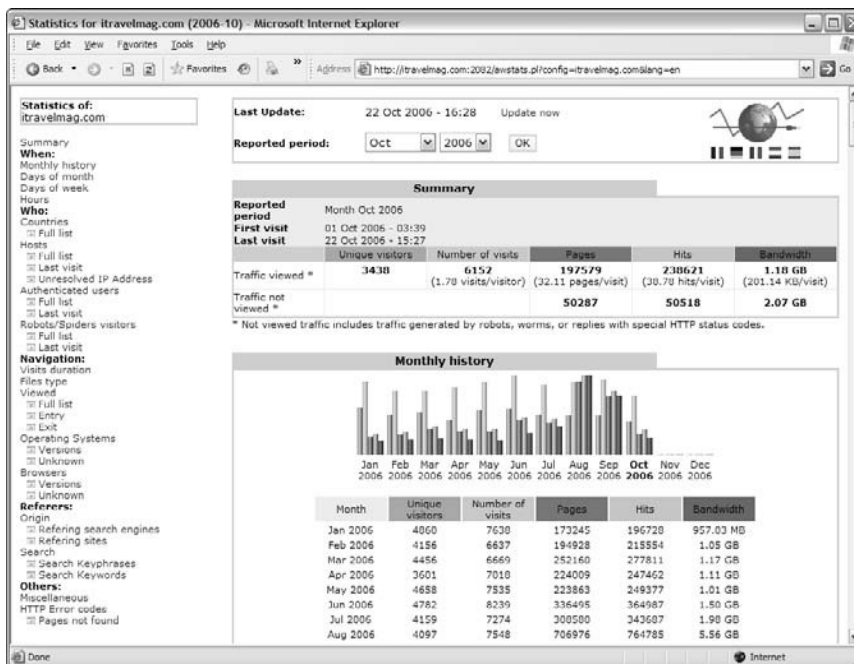 Statistics for itravelmag.com (2006-10) - Microsoft Internet Explorer
File Edit View Favorites Tools Help
Back Favorites » Address http://itravelmag.com:2082/awstats.pl?config=itravelmag.com&lang=en Go
Statistics of:
itravelmag.com
Summary
When:
Monthly history
Days of month
Days of week
Hours
Who:
Countries
Full list
Hosts
Full list
Last visit
Unresolved IP Address
Authenticated users
Full list
Last visit
Robots/Spiders visitors
Full list
Last visit
Navigation:
Visits duration
Files type
Viewed
Full list
Entry
Exit
Operating Systems
Versions
Unknown
Browsers
Versions
Unknown
Referers:
Origin
Refering search engines
Refering sites
Search
Search Keyphrases
Search Keywords
Others:
Miscellaneous
HTTP Error codes
Pages not found
Last Update: 22 Oct 2006 - 16:28 Update now
Reported period: Oct 2006 OK
Summary
Reported period Month Oct 2006
First visit 01 Oct 2006 - 03:39
Last visit 22 Oct 2006 - 15:27
Unique visitors Number of visits Pages Hits Bandwidth
Traffic viewed * 3438 6152 197579 238621 1.18 GB
(1.78 visits/visitor) (32.11 pages/visit) (38.78 hits/visit) (201.14 KB/visit)
Traffic not viewed * 50287 50518 2.07 GB
* Not viewed traffic includes traffic generated by robots, worms, or replies with special HTTP status codes.
Monthly history
Jan Feb Mar Apr May Jun Jul Aug Sep Oct Nov Dec
2006 2006 2006 2006 2006 2006 2006 2006 2006 2006 2006 2006
Month Unique visitors Number of visits Pages Hits Bandwidth
Jan 2006 4860 7638 173245 196728 957.03 MB
Feb 2006 4156 6637 194928 215554 1.05 GB
Mar 2006 4456 6669 252160 277811 1.17 GB
Apr 2006 3601 7018 224009 247462 1.11 GB
May 2006 4658 7535 223863 249377 1.01 GB
Jun 2006 4782 8239 336495 364987 1.50 GB
Jul 2006 4159 7274 308580 343687 1.98 GB
Aug 2006 4097 7548 706976 764785 5.56 GB
Done Internet